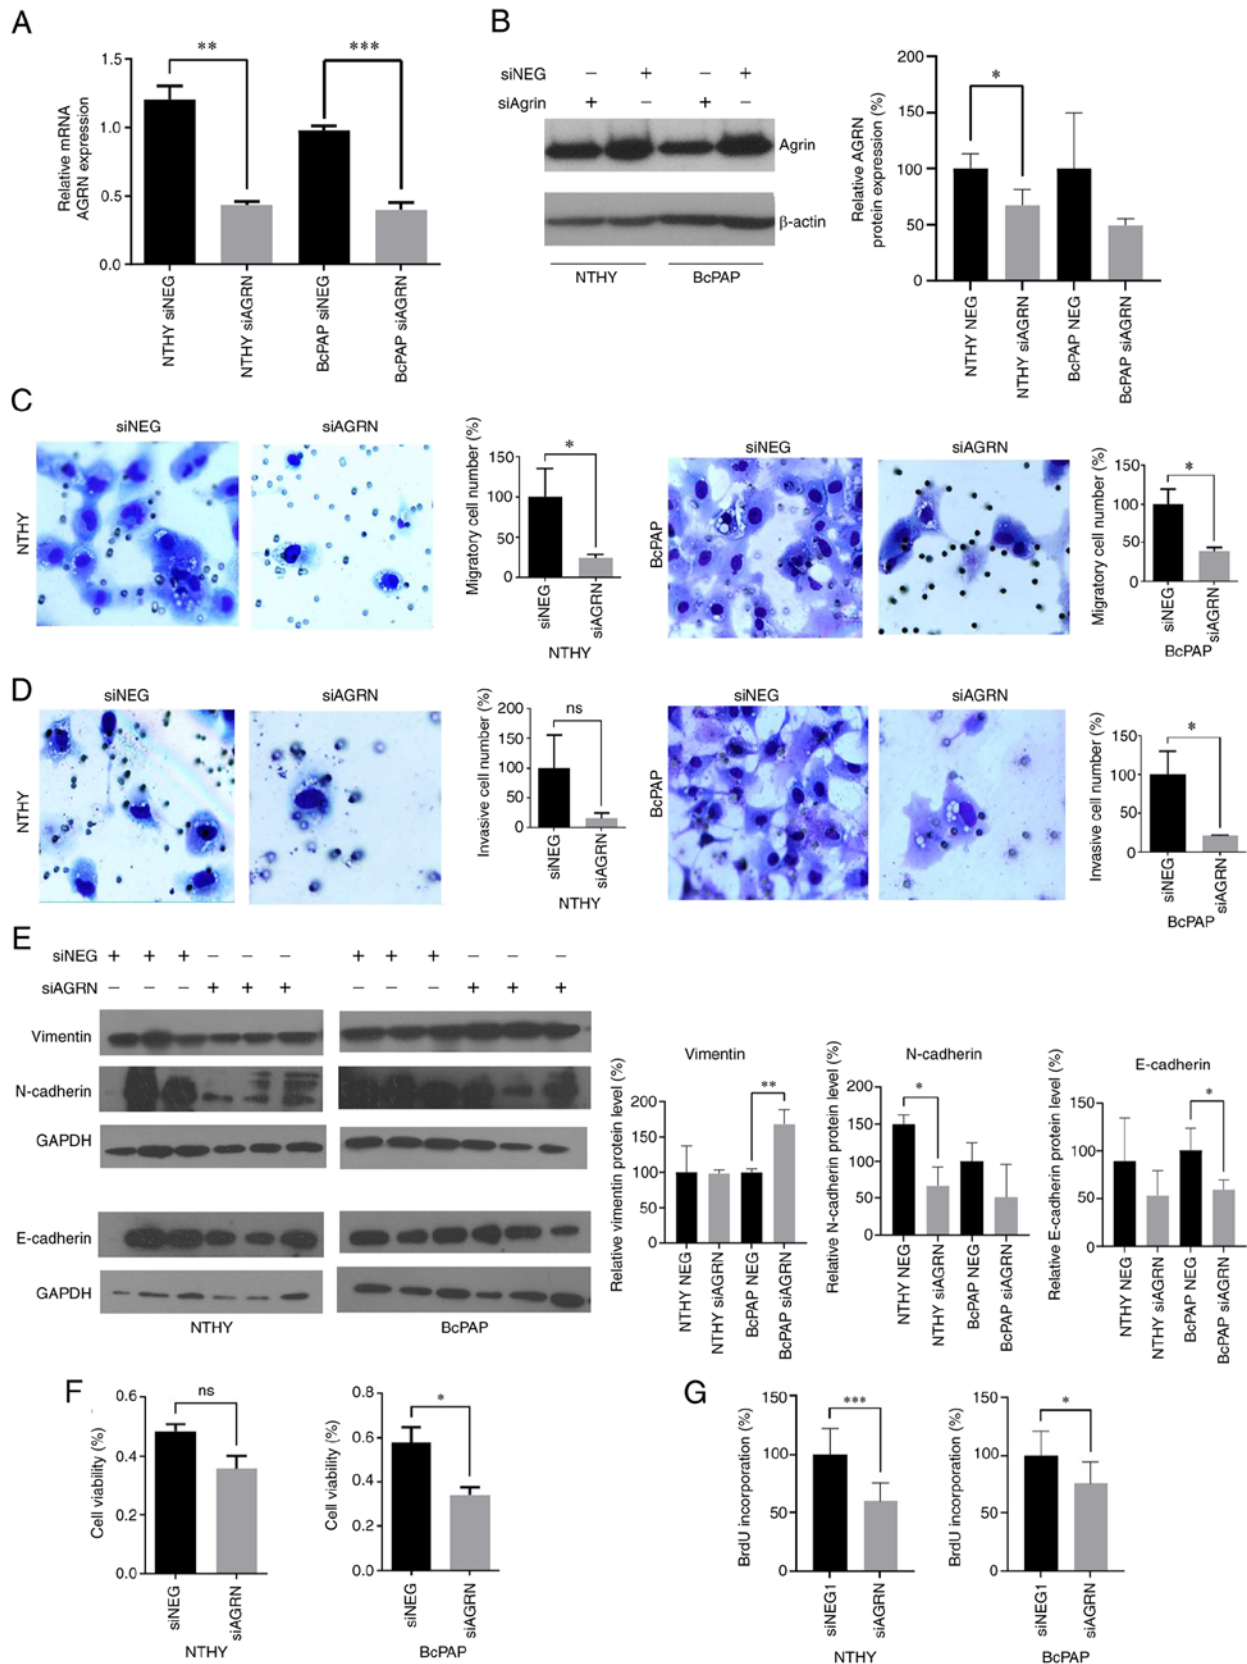 A
**
***
1.5
1.0
0.5
0.0
Relative mRNA
AGRN expression
NTHY siNEG
NTHY siAGRN
BcPAP siNEG
BcPAP siAGRN
B
siNEG − + − +
siAgrin + − + −
Agrin
β-actin
NTHY
BcPAP
200
150
100
50
0
*
Relative AGRN
protein expression (%)
NTHY NEG
NTHY siAGRN
BcPAP NEG
BcPAP siAGRN
C
siNEG
siAGRN
NTHY
Migratory cell number (%)
150
100
50
0
*
siNEG
siAGRN
NTHY
siNEG
siAGRN
BcPAP
Migratory cell number (%)
150
100
50
0
*
siNEG
siAGRN
BcPAP
D
siNEG
siAGRN
NTHY
Invasive cell number (%)
200
150
100
50
0
ns
siNEG
siAGRN
NTHY
siNEG
siAGRN
BcPAP
Invasive cell number (%)
150
100
50
0
*
siNEG
siAGRN
BcPAP
E
siNEG + + + − − − + + + − − −
siAGRN − − − + + + − − − + + +
Vimentin
N-cadherin
GAPDH
E-cadherin
GAPDH
NTHY
BcPAP
Vimentin
Relative vimentin protein level (%)
200
150
100
50
0
**
NTHY NEG
NTHY siAGRN
BcPAP NEG
BcPAP siAGRN
N-cadherin
Relative N-cadherin protein level (%)
200
150
100
50
0
*
NTHY NEG
NTHY siAGRN
BcPAP NEG
BcPAP siAGRN
E-cadherin
Relative E-cadherin protein level (%)
150
100
50
0
*
NTHY NEG
NTHY siAGRN
BcPAP NEG
BcPAP siAGRN
F
Cell viability (%)
0.6
0.4
0.2
0.0
ns
siNEG
siAGRN
NTHY
Cell viability (%)
0.8
0.6
0.4
0.2
0.0
*
siNEG
siAGRN
BcPAP
G
BrdU incorporation (%)
150
100
50
0
***
siNEG1
siAGRN
NTHY
BrdU incorporation (%)
150
100
50
0
*
siNEG1
siAGRN
BcPAP